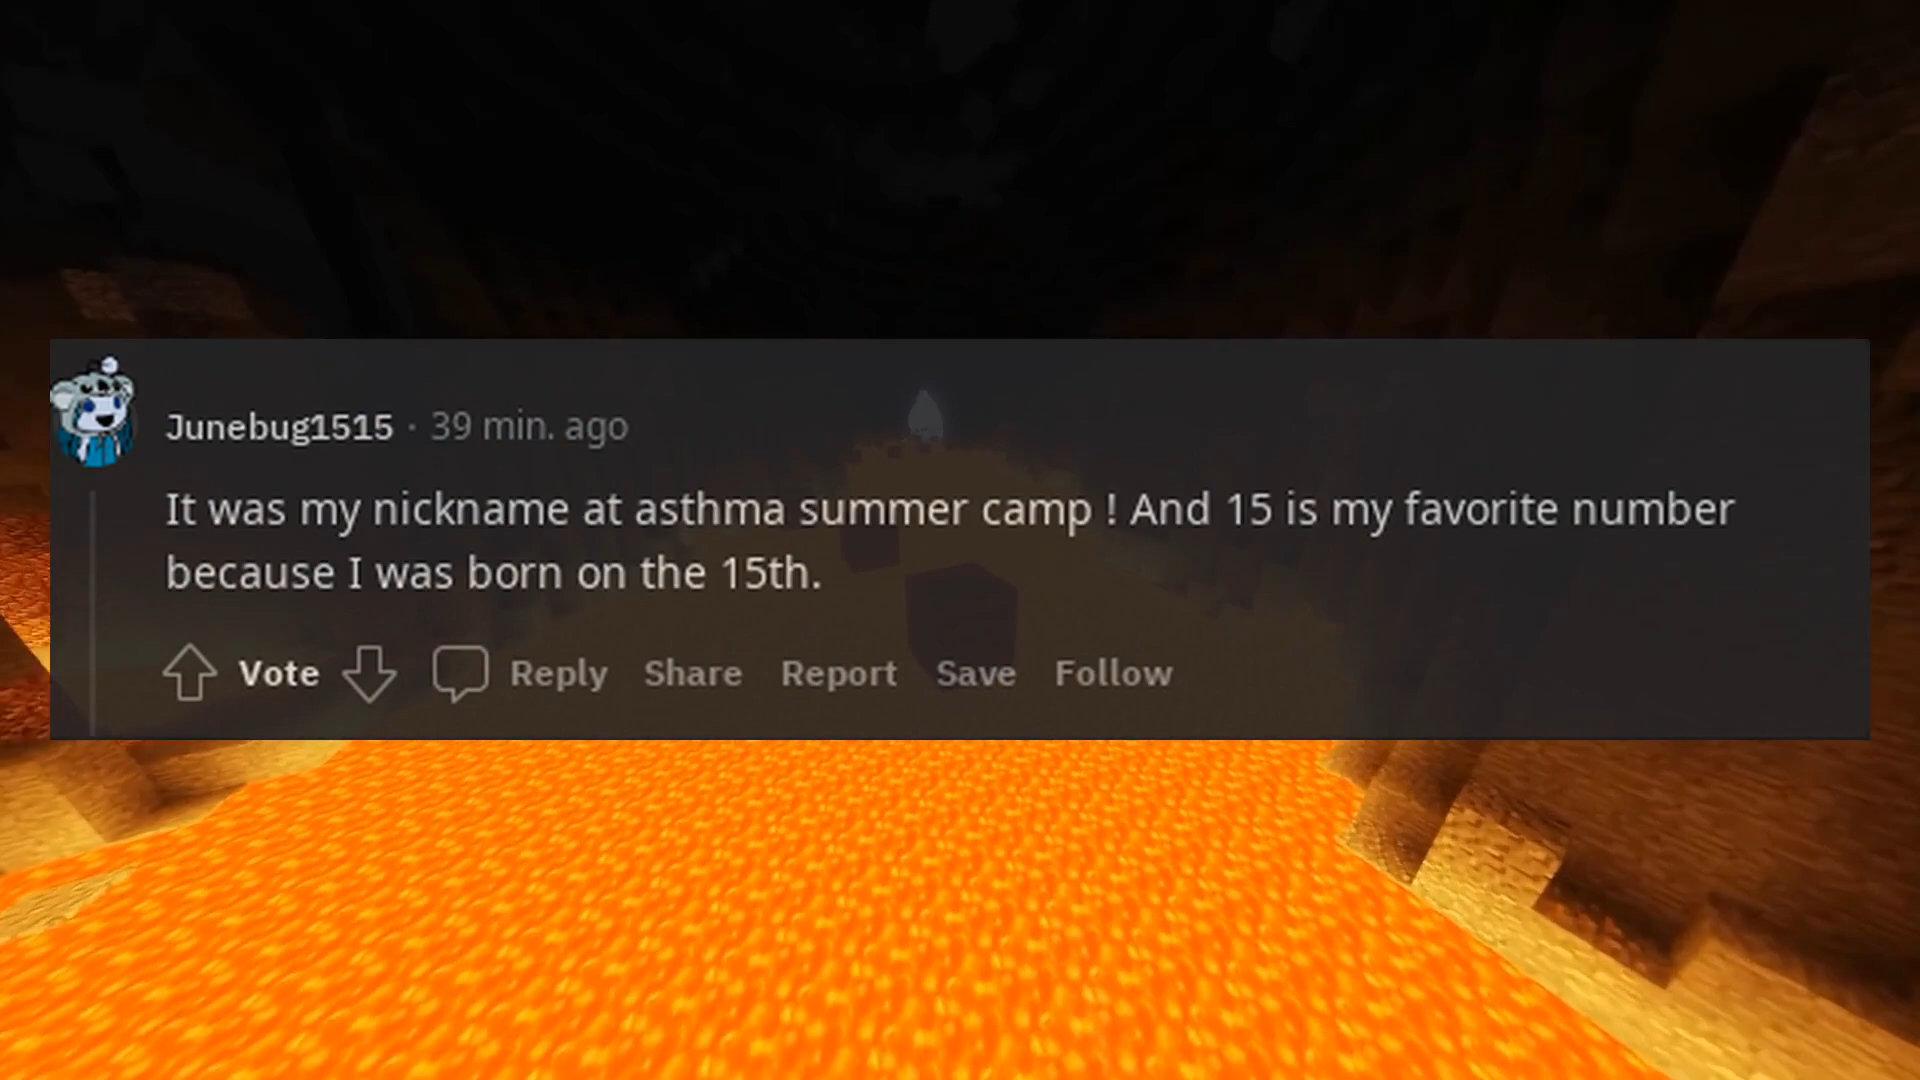 Junebug1515 · 39 min. ago
It was my nickname at asthma summer camp ! And 15 is my favorite number
because I was born on the 15th.
Vote Reply Share Report Save Follow